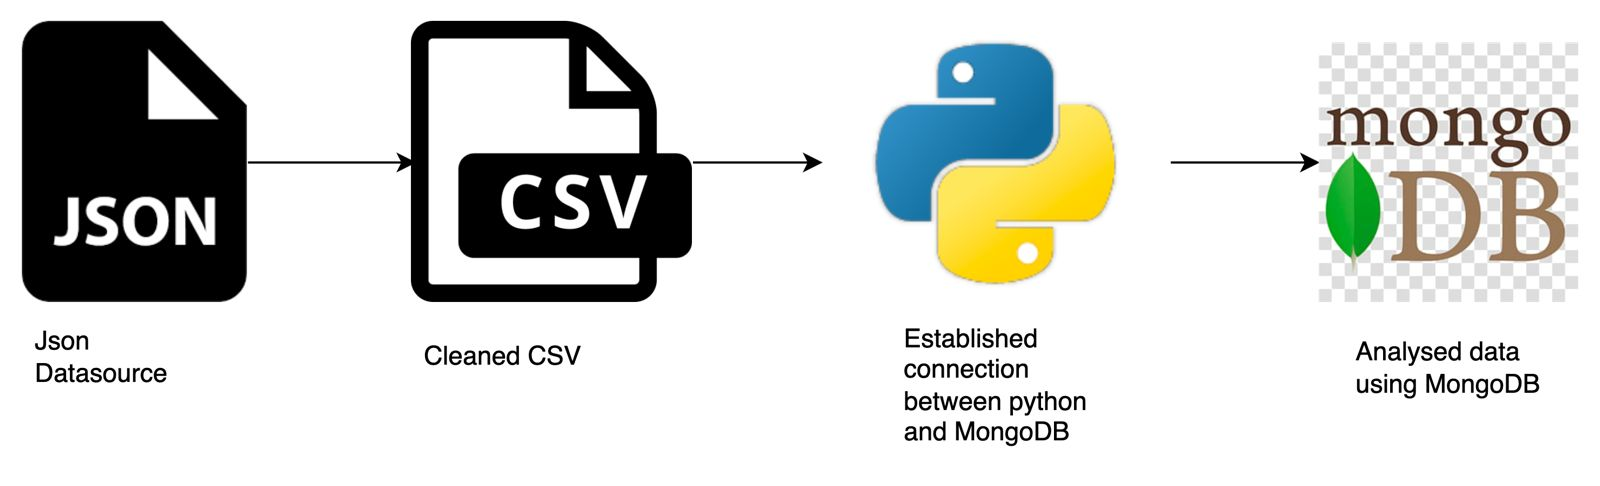 JSON
CSV
mongo
DB
Json
Datasource
Cleaned CSV
Established
connection
between python
and MongoDB
Analysed data
using MongoDB